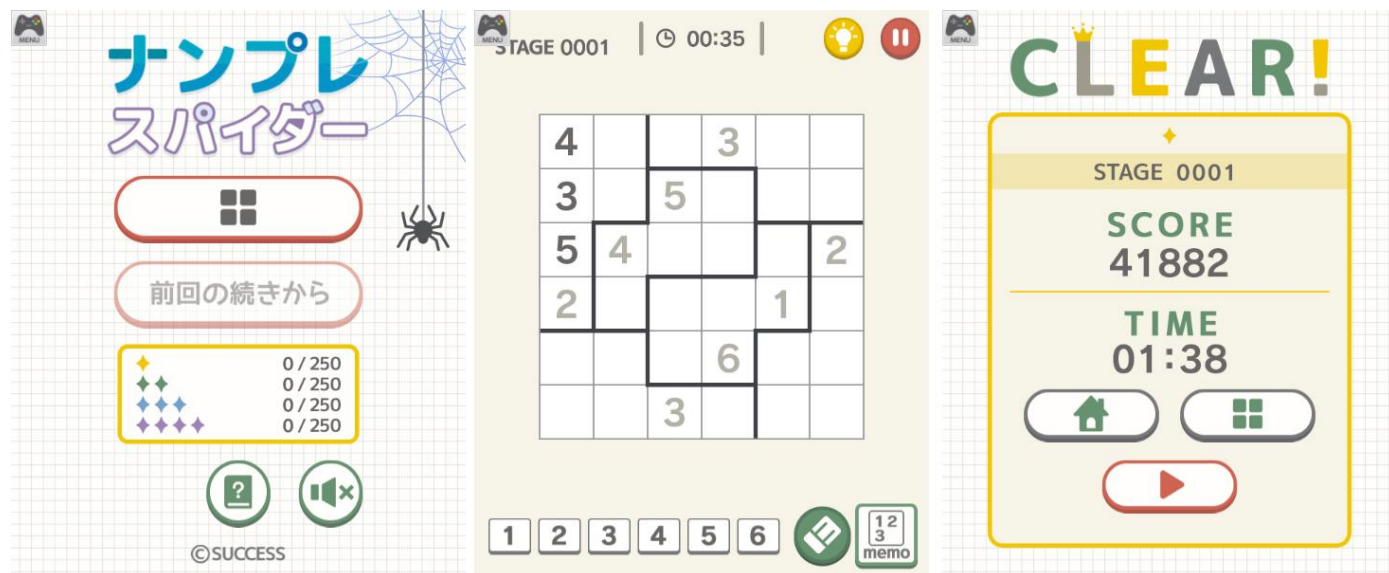 MENU
ナンプレ
スパイダー
前回の続きから
0/250
0/250
0/250
0/250
?
©SUCCESS
MENU
STAGE 0001
00:35
4 3
3 5
5 4 2
2 1
6
3
1 2 3 4 5 6
1 2
3
memo
MENU
CLEAR!
STAGE 0001
SCORE
41882
TIME
01:38